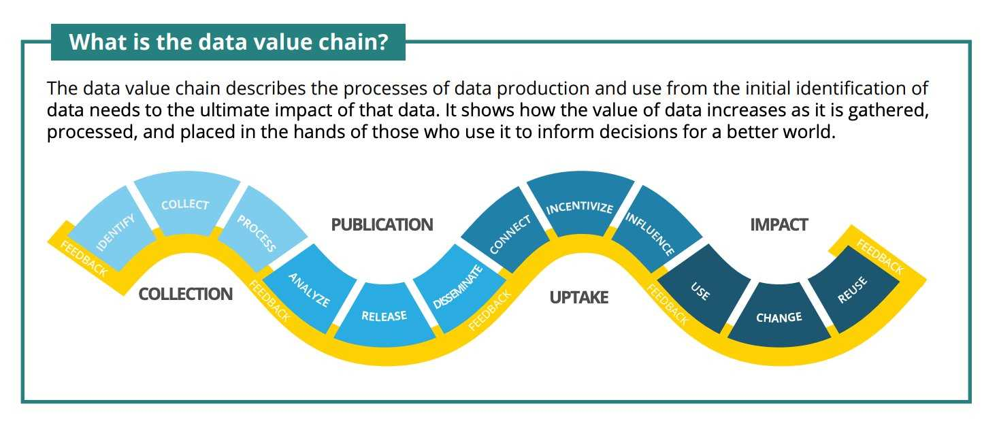 What is the data value chain?
The data value chain describes the processes of data production and use from the initial identification of
data needs to the ultimate impact of that data. It shows how the value of data increases as it is gathered,
processed, and placed in the hands of those who use it to inform decisions for a better world.
FEEDBACK
IDENTIFY
COLLECT
PROCESS
COLLECTION
FEEDBACK
PUBLICATION
ANALYZE
RELEASE
DISSEMINATE
FEEDBACK
CONNECT
INCENTIVIZE
INFLUENCE
UPTAKE
FEEDBACK
IMPACT
USE
CHANGE
REUSE
FEEDBACK